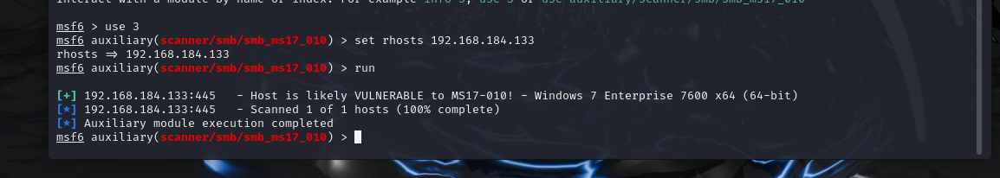 interact with a module by name or index. For example info 3, use 3 or use auxiliary/scanner/smb/smb_ms17_010
msf6 > use 3
msf6 auxiliary(scanner/smb/smb_ms17_010) > set rhosts 192.168.184.133
rhosts ⇒ 192.168.184.133
msf6 auxiliary(scanner/smb/smb_ms17_010) > run
[+] 192.168.184.133:445   - Host is likely VULNERABLE to MS17-010! - Windows 7 Enterprise 7600 x64 (64-bit)
[*] 192.168.184.133:445   - Scanned 1 of 1 hosts (100% complete)
[*] Auxiliary module execution completed
msf6 auxiliary(scanner/smb/smb_ms17_010) >